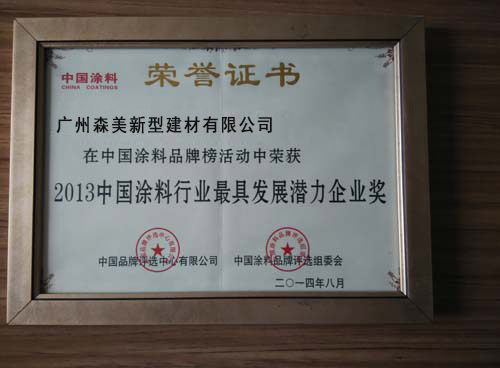 中国涂料
CHINA COATINGS
荣誉证书
广州森美新型建材有限公司
在中国涂料品牌榜活动中荣获
2013中国涂料行业最具发展潜力企业奖
中国品牌评选中心有限公司
中国涂料品牌评选组委会
二〇一四年八月